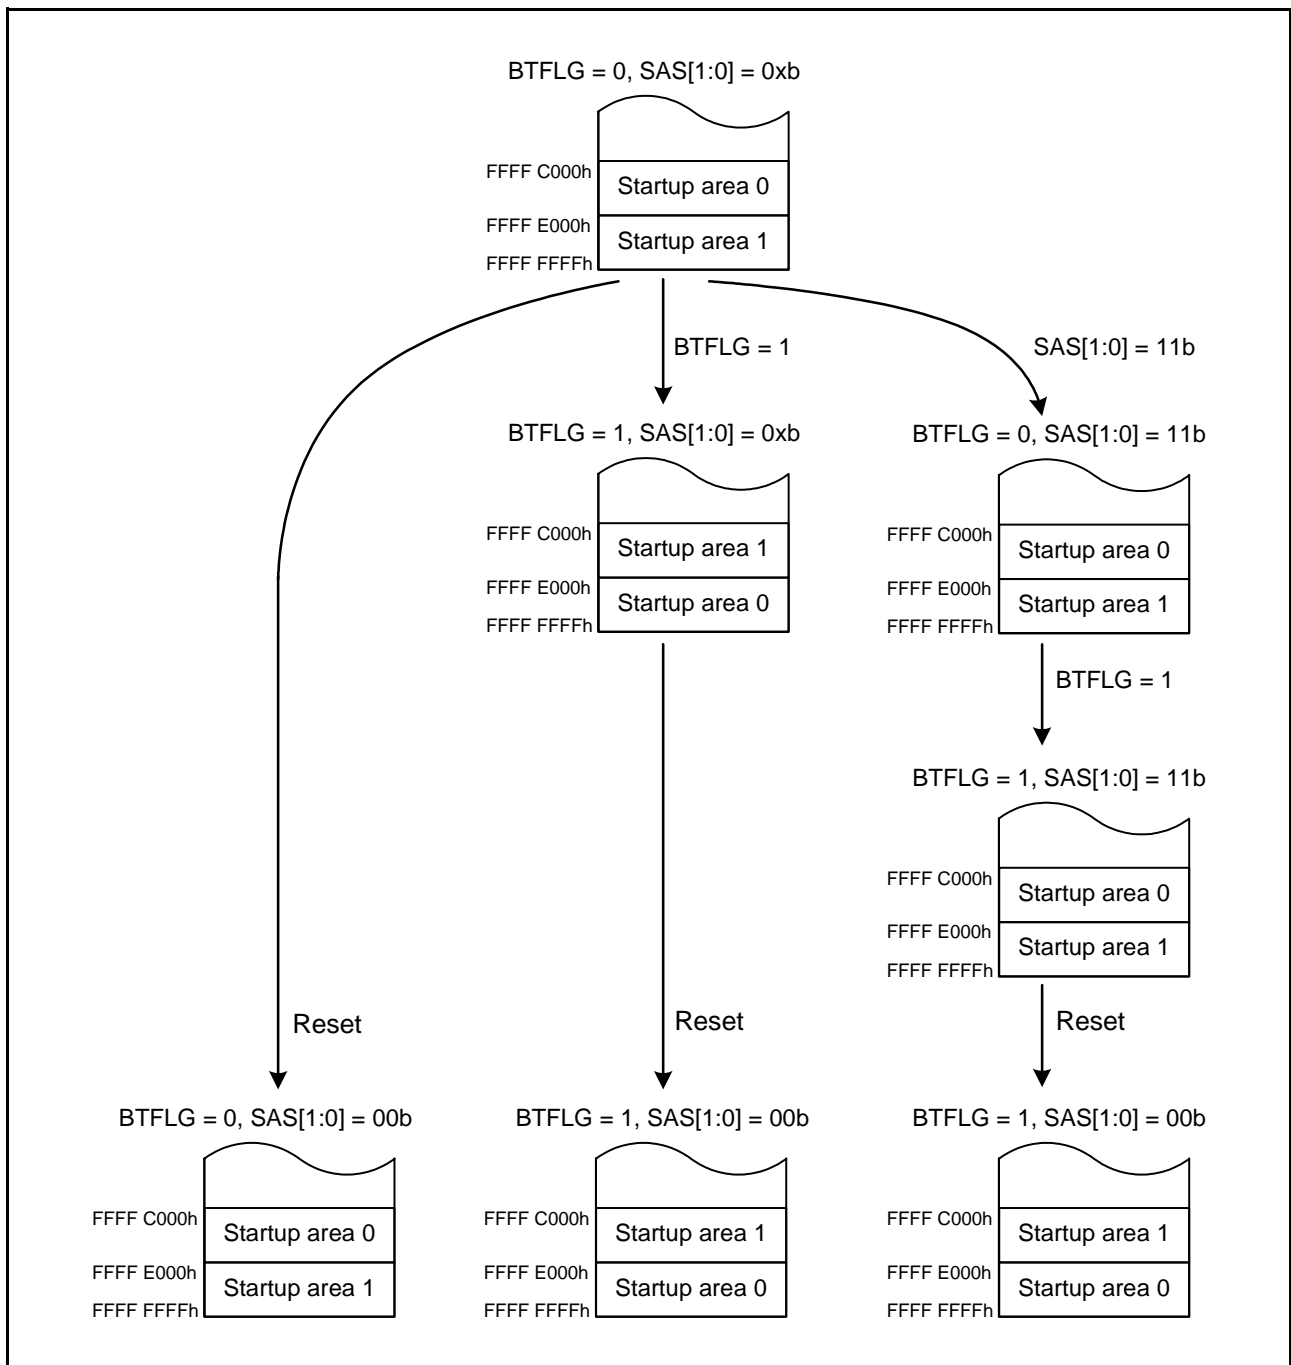 BTFLG = 0, SAS[1:0] = 0xb
FFFF C000h
Startup area 0
FFFF E000h
Startup area 1
FFFF FFFFh
BTFLG = 1
SAS[1:0] = 11b
BTFLG = 1, SAS[1:0] = 0xb
FFFF C000h
Startup area 1
FFFF E000h
Startup area 0
FFFF FFFFh
BTFLG = 0, SAS[1:0] = 11b
FFFF C000h
Startup area 0
FFFF E000h
Startup area 1
FFFF FFFFh
BTFLG = 1
BTFLG = 1, SAS[1:0] = 11b
FFFF C000h
Startup area 0
FFFF E000h
Startup area 1
FFFF FFFFh
Reset
Reset
Reset
BTFLG = 0, SAS[1:0] = 00b
FFFF C000h
Startup area 0
FFFF E000h
Startup area 1
FFFF FFFFh
BTFLG = 1, SAS[1:0] = 00b
FFFF C000h
Startup area 1
FFFF E000h
Startup area 0
FFFF FFFFh
BTFLG = 1, SAS[1:0] = 00b
FFFF C000h
Startup area 1
FFFF E000h
Startup area 0
FFFF FFFFh